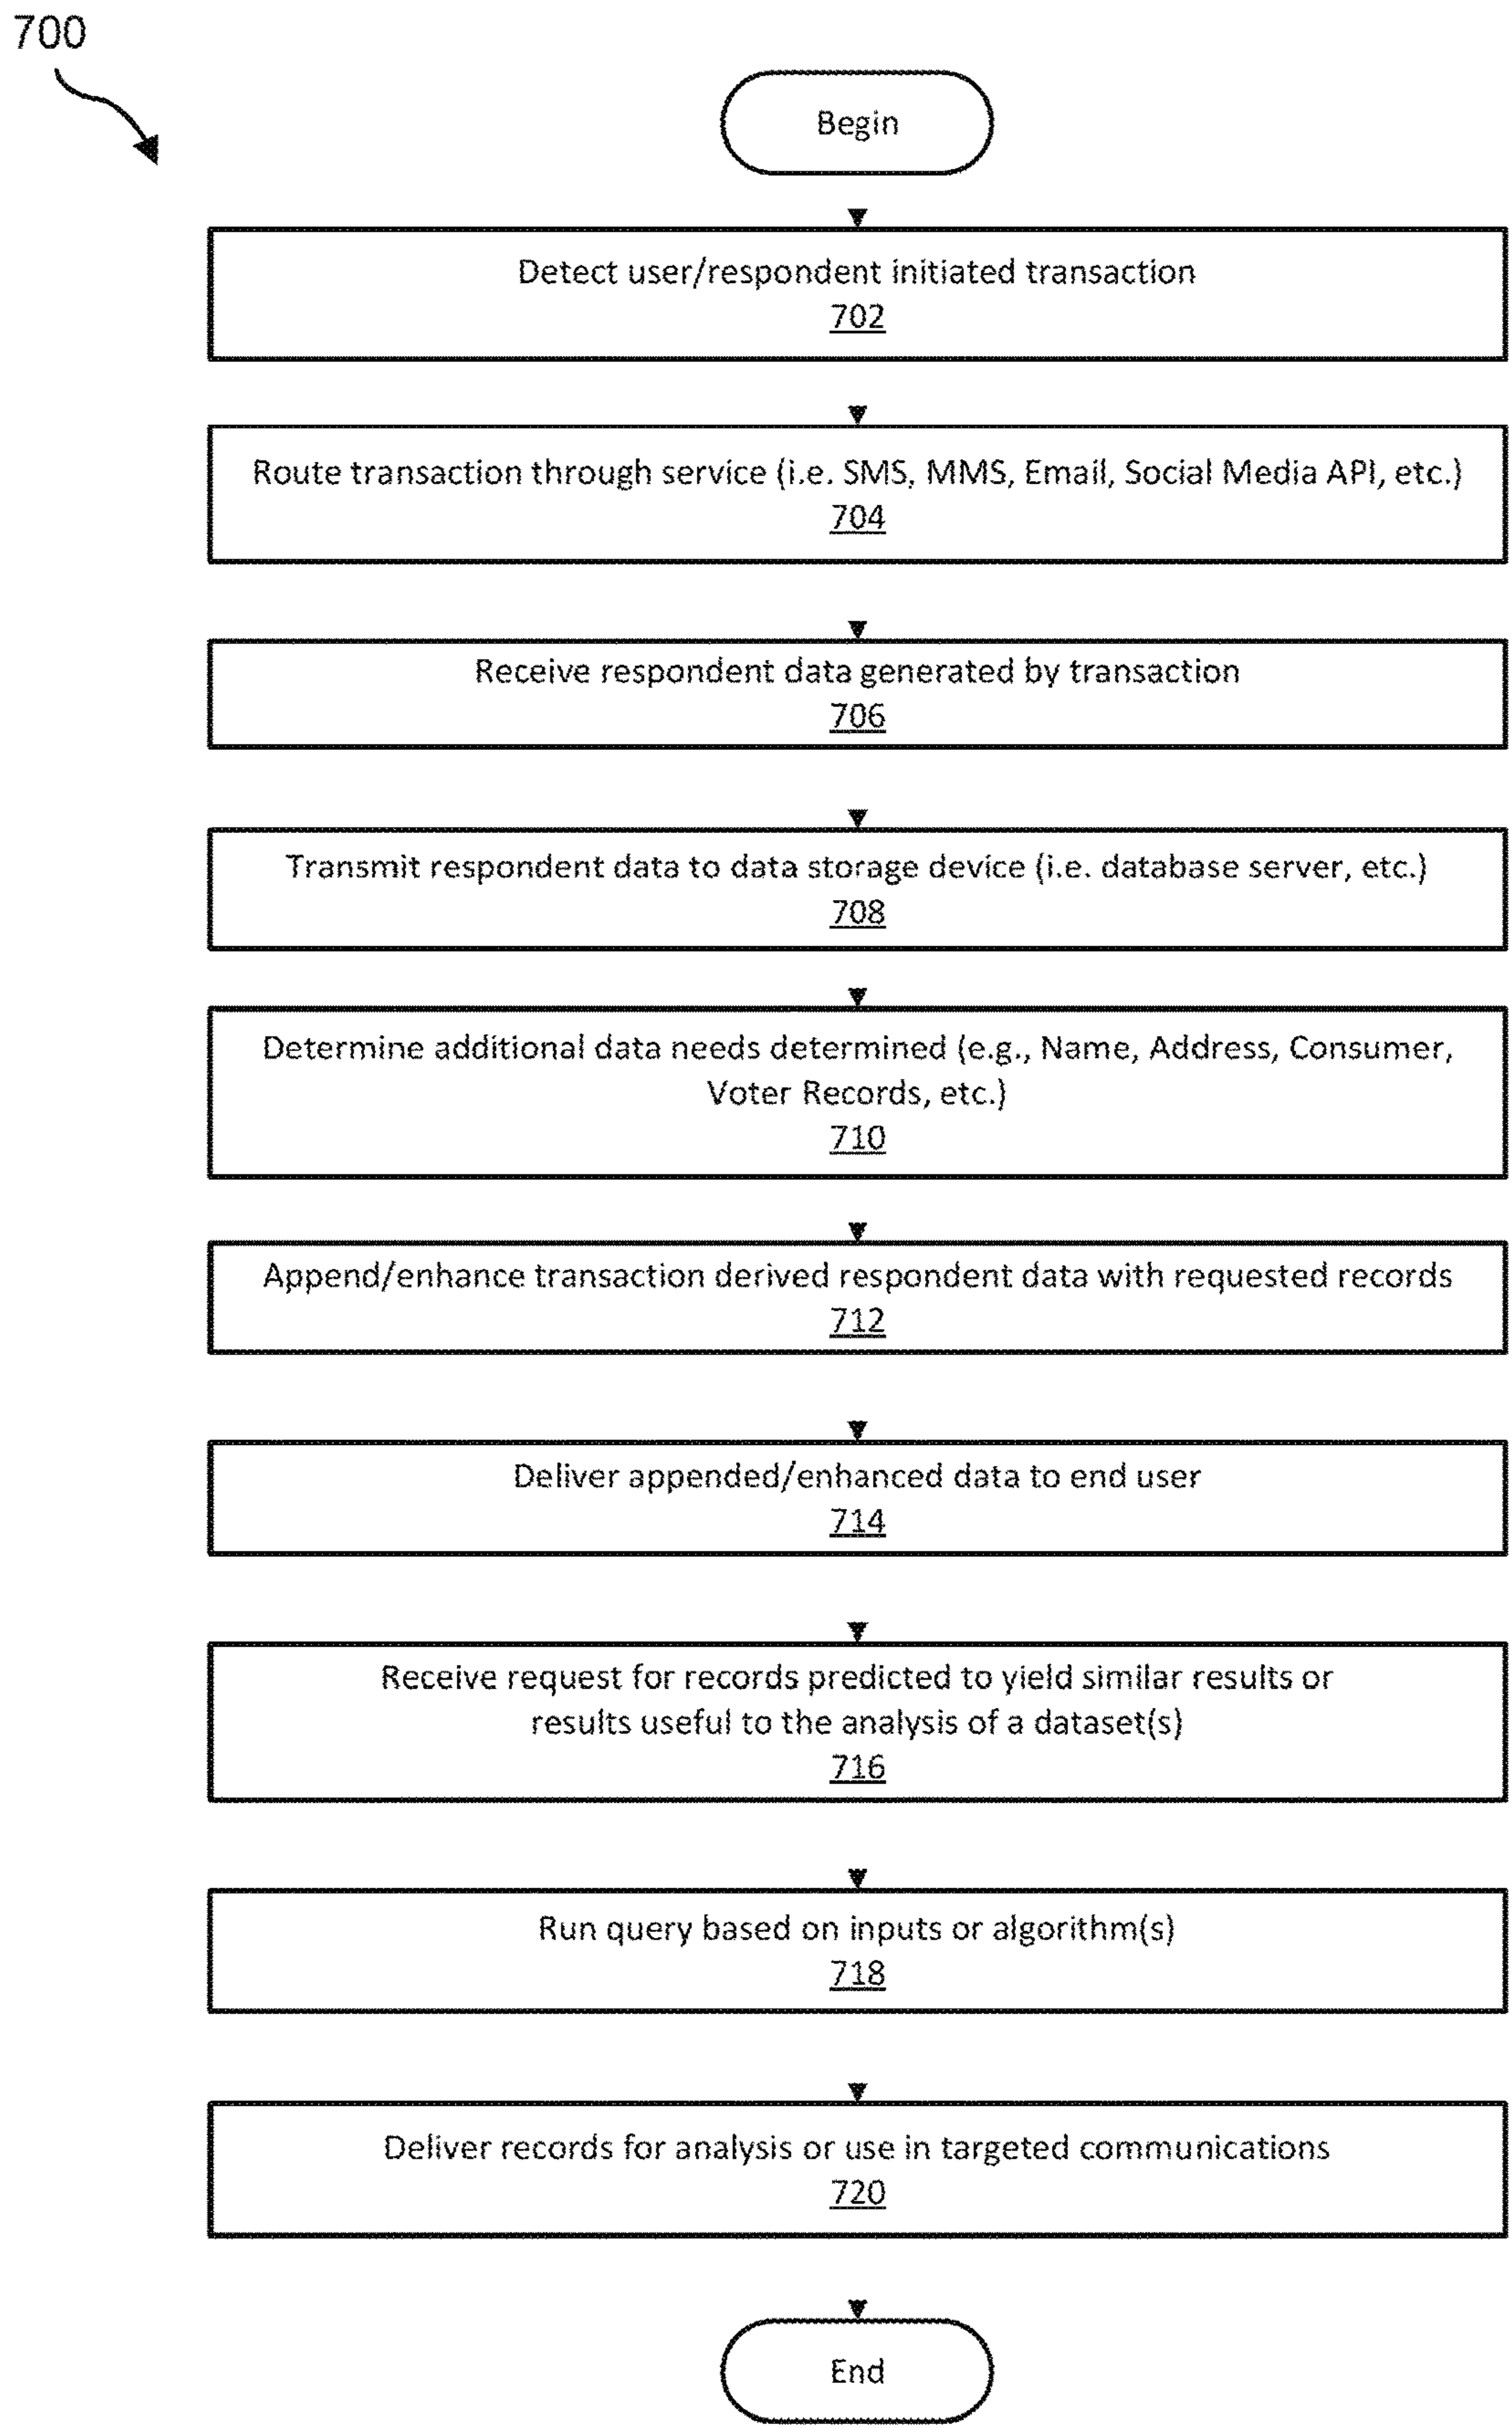 700
Begin
Detect user/respondent initiated transaction
702
Route transaction through service (i.e. SMS, MMS, Email, Social Media API, etc.)
704
Receive respondent data generated by transaction
706
Transmit respondent data to data storage device (i.e. database server, etc.)
708
Determine additional data needs determined (e.g., Name, Address, Consumer,
Voter Records, etc.)
710
Append/enhance transaction derived respondent data with requested records
712
Deliver appended/enhanced data to end user
714
Receive request for records predicted to yield similar results or
results useful to the analysis of a dataset(s)
716
Run query based on inputs or algorithm(s)
718
Deliver records for analysis or use in targeted communications
720
End